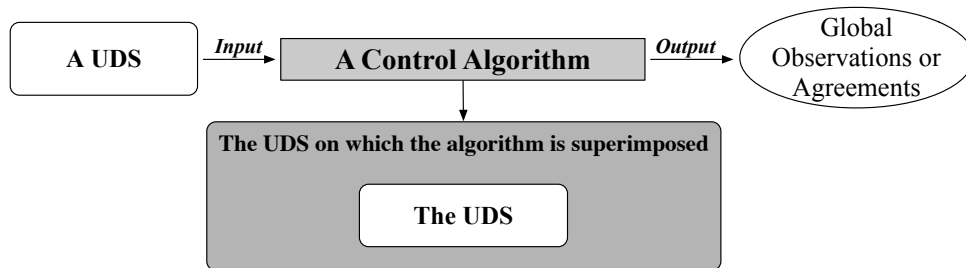 A UDS
Input
A Control Algorithm
Output
Global
Observations or
Agreements
The UDS on which the algorithm is superimposed
The UDS